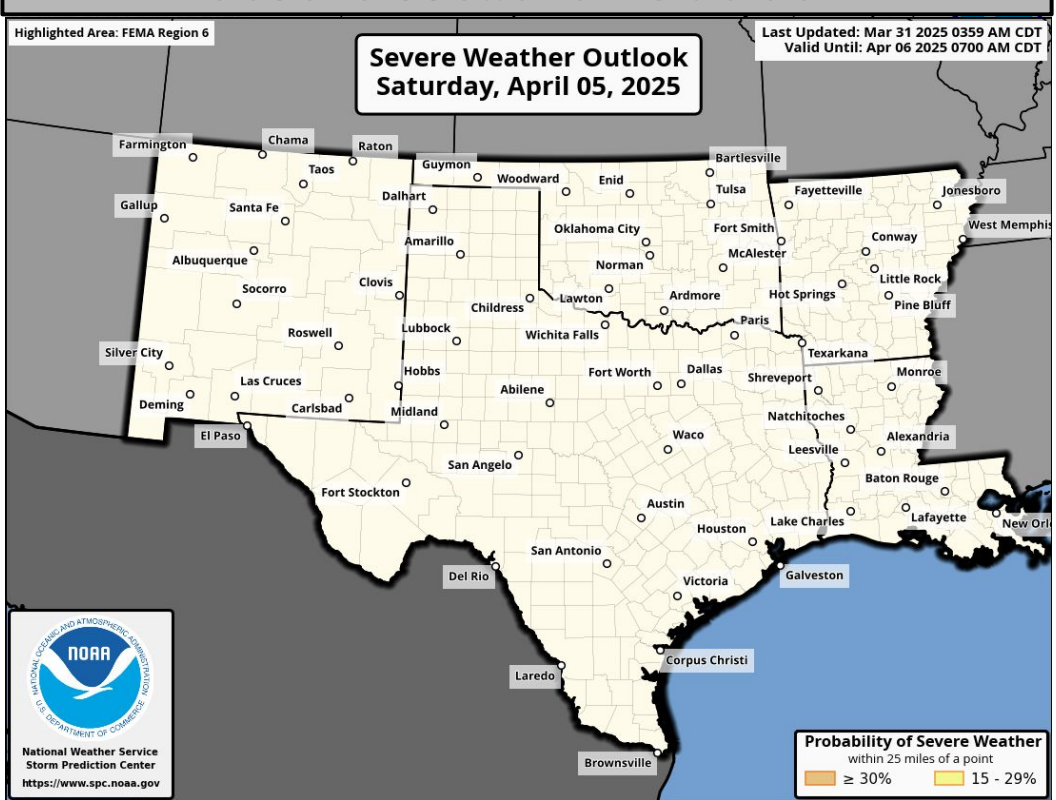 Highlighted Area: FEMA Region 6
Severe Weather Outlook
Saturday, April 05, 2025
Last Updated: Mar 31 2025 0359 AM CDT
Valid Until: Apr 06 2025 0700 AM CDT
Farmington
Chama
Raton
Taos
Guymon
Woodward
Enid
Bartlesville
Tulsa
Fayetteville
Jonesboro
Gallup
Santa Fe
Dalhart
Oklahoma City
Fort Smith
West Memphis
Albuquerque
Amarillo
Norman
McAlester
Conway
Socorro
Clovis
Childress
Lawton
Ardmore
Hot Springs
Little Rock
Pine Bluff
Roswell
Lubbock
Wichita Falls
Paris
Texarkana
Silver City
Las Cruces
Hobbs
Abilene
Fort Worth
Dallas
Shreveport
Monroe
Deming
Carlsbad
Midland
Natchitoches
El Paso
San Angelo
Waco
Leesville
Alexandria
Fort Stockton
Austin
Baton Rouge
Houston
Lake Charles
Lafayette
New Orl
San Antonio
Del Rio
Galveston
Victoria
Laredo
Corpus Christi
Brownsville
NATIONAL OCEANIC AND ATMOSPHERIC ADMINISTRATION
NOAA
U.S. DEPARTMENT OF COMMERCE
National Weather Service
Storm Prediction Center
https://www.spc.noaa.gov
Probability of Severe Weather
within 25 miles of a point
≥ 30%
15 - 29%